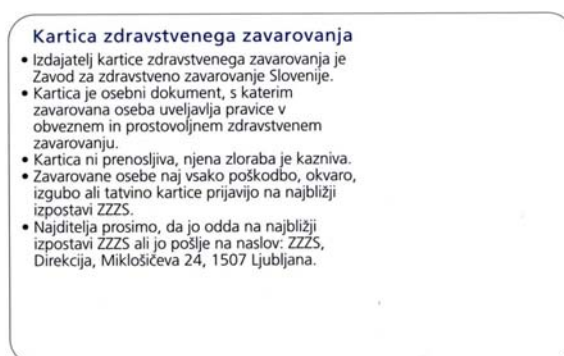 Kartica zdravstvenega zavarovanja
• Izdajatelj kartice zdravstvenega zavarovanja je
Zavod za zdravstveno zavarovanje Slovenije.
• Kartica je osebni dokument, s katerim
zavarovana oseba uveljavlja pravice v
obveznem in prostovoljnem zdravstvenem
zavarovanju.
• Kartica ni prenosljiva, njena zloraba je kazniva.
• Zavarovane osebe naj vsako poškodbo, okvaro,
izgubo ali tatvino kartice prijavijo na najbližji
izpostavi ZZZS.
• Najditelja prosimo, da jo odda na najbližji
izpostavi ZZZS ali jo pošlje na naslov: ZZZS,
Direkcija, Miklošičeva 24, 1507 Ljubljana.